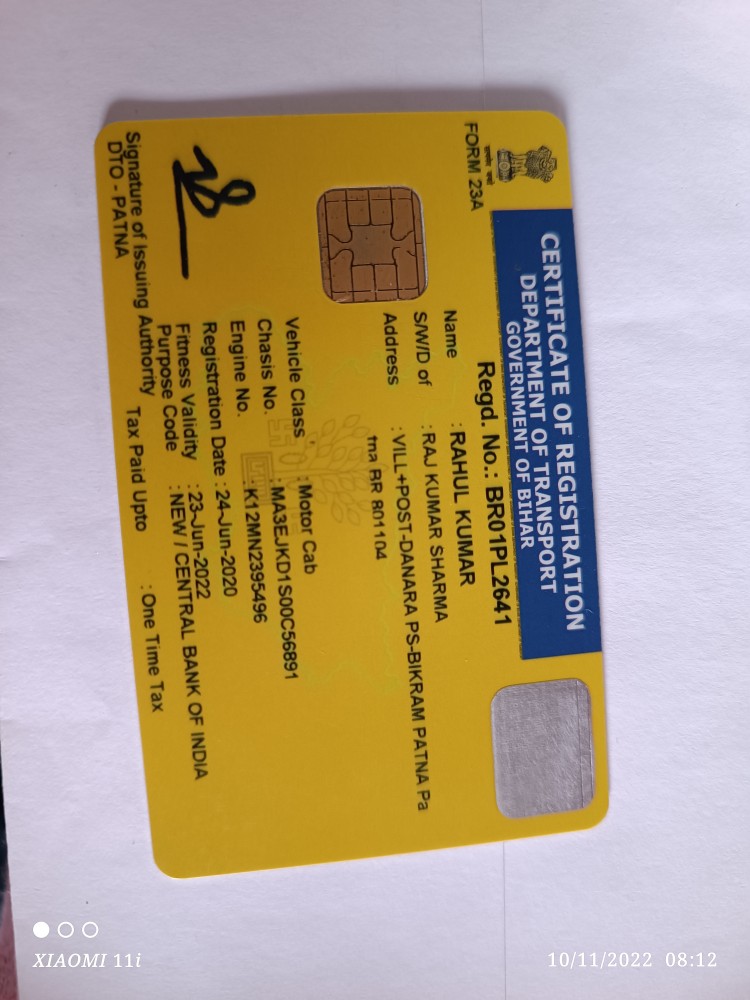 CERTIFICATE OF REGISTRATION
DEPARTMENT OF TRANSPORT
GOVERNMENT OF BIHAR
FORM 23A
Regd. No.: BR01PL2641
Name : RAHUL KUMAR
S/W/D of : RAJ KUMAR SHARMA
Address : VILL+POST-DANARA PS-BIKRAM PATNA Pa
tna BR 801104
Vehicle Class : Motor Cab
Chasis No. : MA3EJKD1S00C56891
Engine No. : K12MN2395496
Registration Date : 24-Jun-2020
Fitness Validity : 23-Jun-2022
Purpose Code : NEW / CENTRAL BANK OF INDIA
Signature of Issuing Authority
DTO - PATNA
Tax Paid Upto : One Time Tax
XIAOMI 11i
10/11/2022 08:12